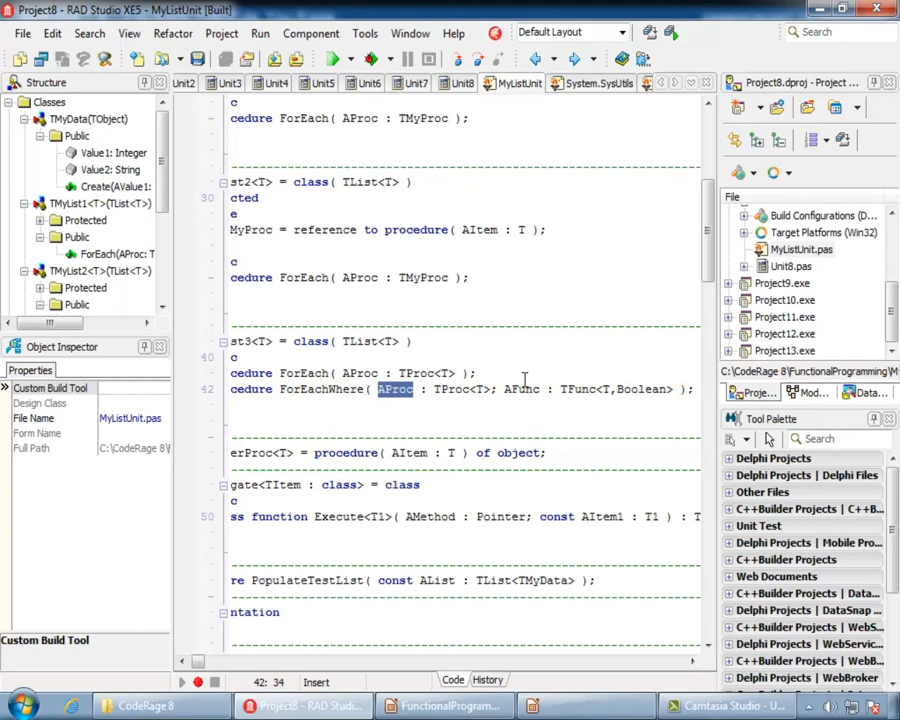 Project8 - RAD Studio XE5 - MyListUnit [Built]
File Edit Search View Refactor Project Run Component Tools Window Help Default Layout Search
Structure
Classes
TMyData(TObject)
Public
Value1: Integer
Value2: String
Create(AValue1:
TMyList1<T>(TList<T>)
Protected
Public
ForEach(AProc: T
TMyList2<T>(TList<T>)
Protected
Public
Object Inspector
Properties
Custom Build Tool
Design Class
File Name MyListUnit.pas
Form Name
Full Path C:\CodeRage 8\
Custom Build Tool
Unit2 Unit3 Unit4 Unit5 Unit6 Unit7 Unit8 MyListUnit System.SysUtils
c
cedure ForEach( AProc : TMyProc );
st2<T> = class( TList<T> )
30 cted
e
MyProc = reference to procedure( AItem : T );
c
cedure ForEach( AProc : TMyProc );
st3<T> = class( TList<T> )
40 c
cedure ForEach( AProc : TProc<T> );
42 cedure ForEachWhere( AProc : TProc<T>; AFunc : TFunc<T,Boolean> );
erProc<T> = procedure( AItem : T ) of object;
gate<TItem : class> = class
c
50 ss function Execute<T1>( AMethod : Pointer; const AItem1 : T1 ) : T
re PopulateTestList( const AList : TList<TMyData> );
ntation
42: 34 Insert Code History
Project8.dproj - Project
File
Build Configurations (D...
Target Platforms (Win32)
MyListUnit.pas
Unit8.pas
Project9.exe
Project10.exe
Project11.exe
Project12.exe
Project13.exe
C:\CodeRage 8\FunctionalProgramming\
Proje... Mod... Data...
Tool Palette
Search
Delphi Projects
Delphi Projects | Delphi Files
Other Files
C++Builder Projects | C++B...
Unit Test
Delphi Projects | Mobile Pro...
C++Builder Projects
Web Documents
C++Builder Projects | Data...
Delphi Projects | DataSnap
C++Builder Projects | WebS...
Delphi Projects | WebServic...
C++Builder Projects | WebB...
Delphi Projects | WebBroker
CodeRage 8 Project8 - RAD Studi... FunctionalProgram... Camtasia Studio - U...